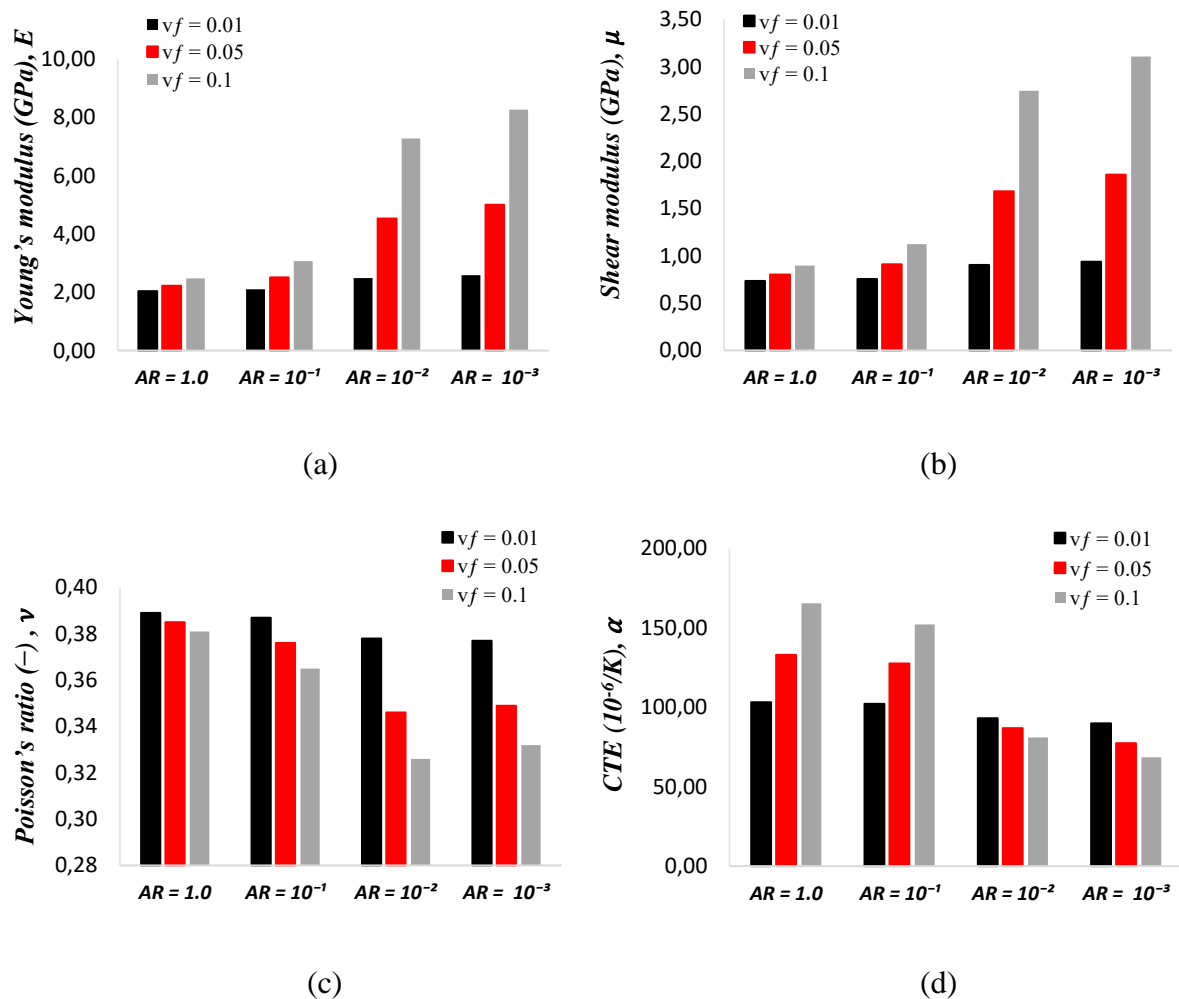 Young's modulus (GPa), E
vf = 0.01
vf = 0.05
vf = 0.1
10,00
8,00
6,00
4,00
2,00
0,00
AR = 1.0
AR = 10⁻¹
AR = 10⁻²
AR = 10⁻³
(a)
Shear modulus (GPa), μ
vf = 0.01
vf = 0.05
vf = 0.1
3,50
3,00
2,50
2,00
1,50
1,00
0,50
0,00
AR = 1.0
AR = 10⁻¹
AR = 10⁻²
AR = 10⁻³
(b)
Poisson's ratio (−) , ν
vf = 0.01
vf = 0.05
vf = 0.1
0,40
0,38
0,36
0,34
0,32
0,30
0,28
AR = 1.0
AR = 10⁻¹
AR = 10⁻²
AR = 10⁻³
(c)
CTE (10⁻⁶/K), α
vf = 0.01
vf = 0.05
vf = 0.1
200,00
150,00
100,00
50,00
0,00
AR = 1.0
AR = 10⁻¹
AR = 10⁻²
AR = 10⁻³
(d)